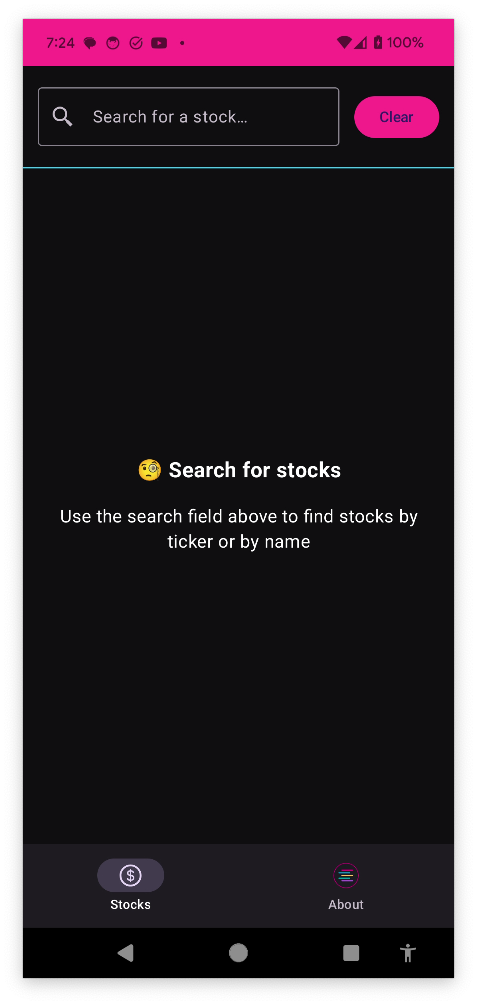 7:24 100%
Search for a stock… Clear
🧐 Search for stocks
Use the search field above to find stocks by
ticker or by name
Stocks About